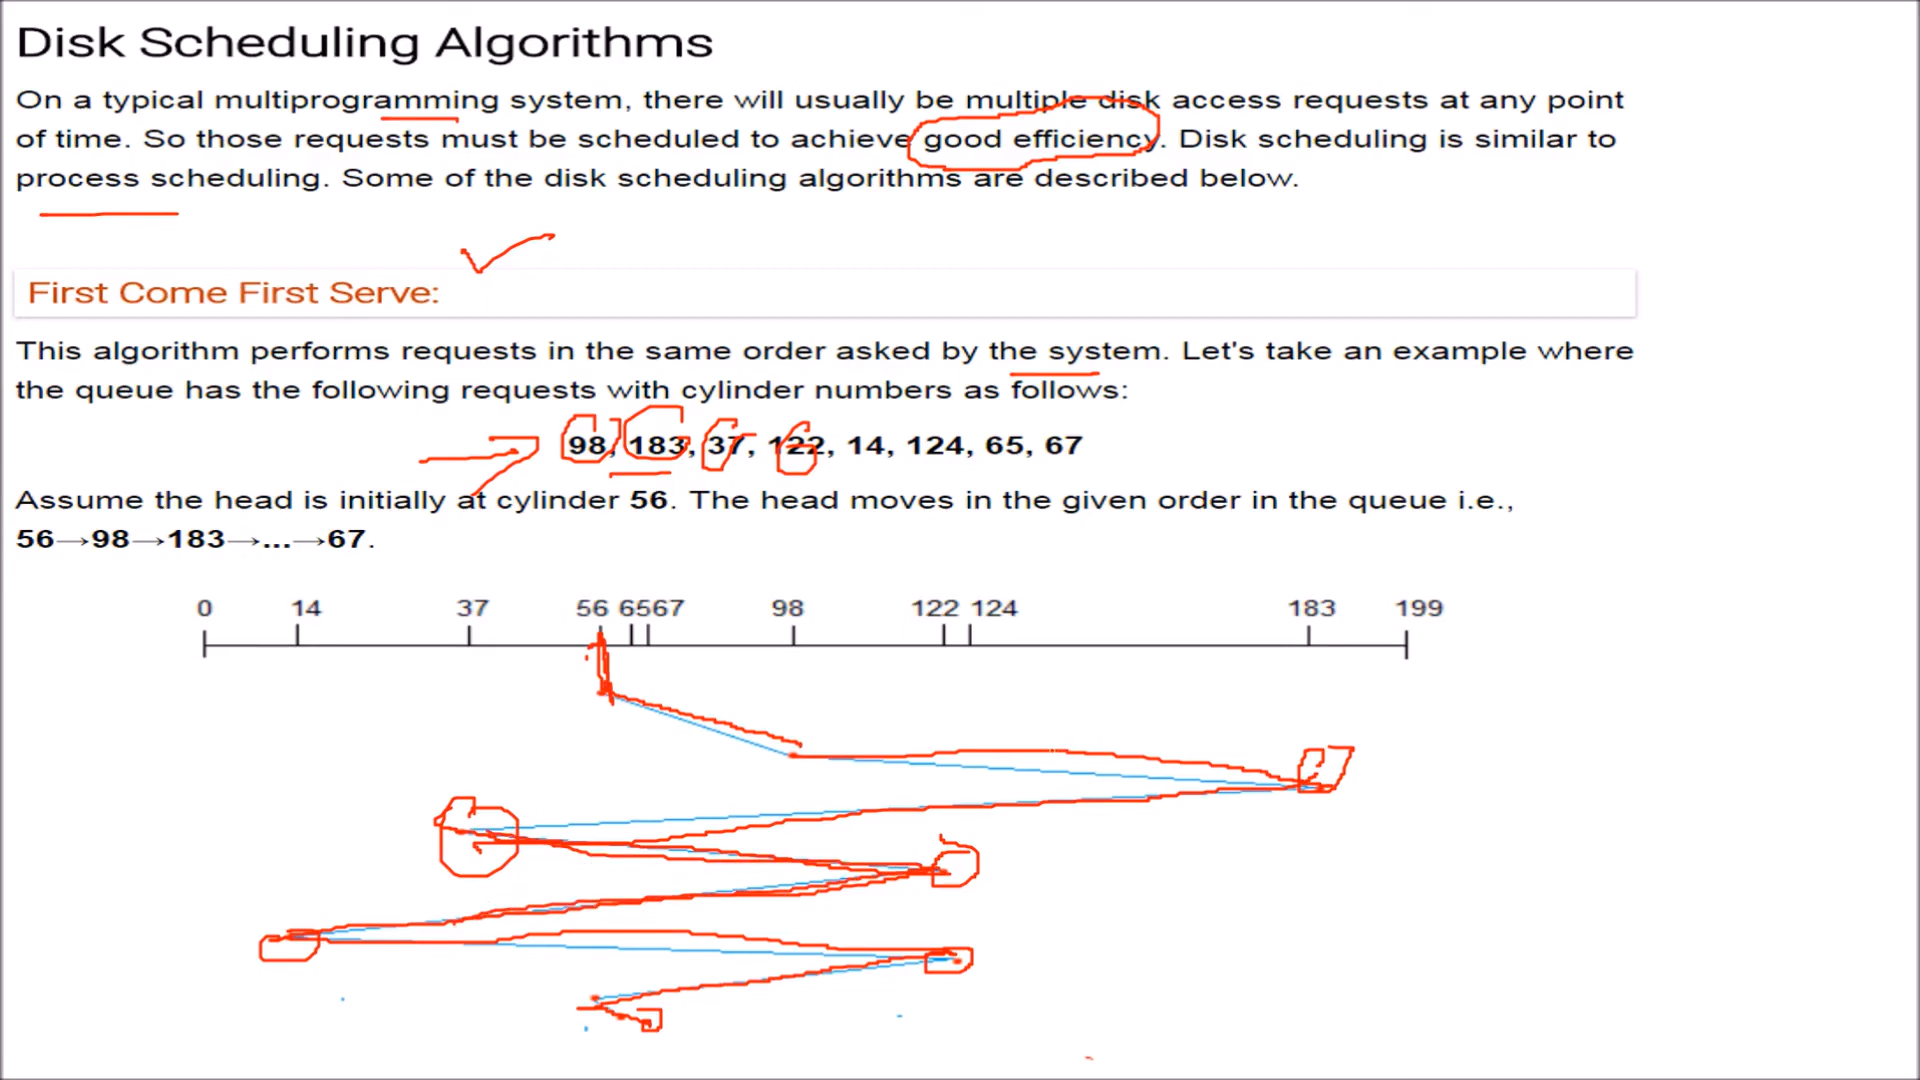 Disk Scheduling Algorithms
On a typical multiprogramming system, there will usually be multiple disk access requests at any point
of time. So those requests must be scheduled to achieve good efficiency. Disk scheduling is similar to
process scheduling. Some of the disk scheduling algorithms are described below.
First Come First Serve:
This algorithm performs requests in the same order asked by the system. Let's take an example where
the queue has the following requests with cylinder numbers as follows:
98, 183, 37, 122, 14, 124, 65, 67
Assume the head is initially at cylinder 56. The head moves in the given order in the queue i.e.,
56→98→183→...→67.
0 14 37 56 65 67 98 122 124 183 199